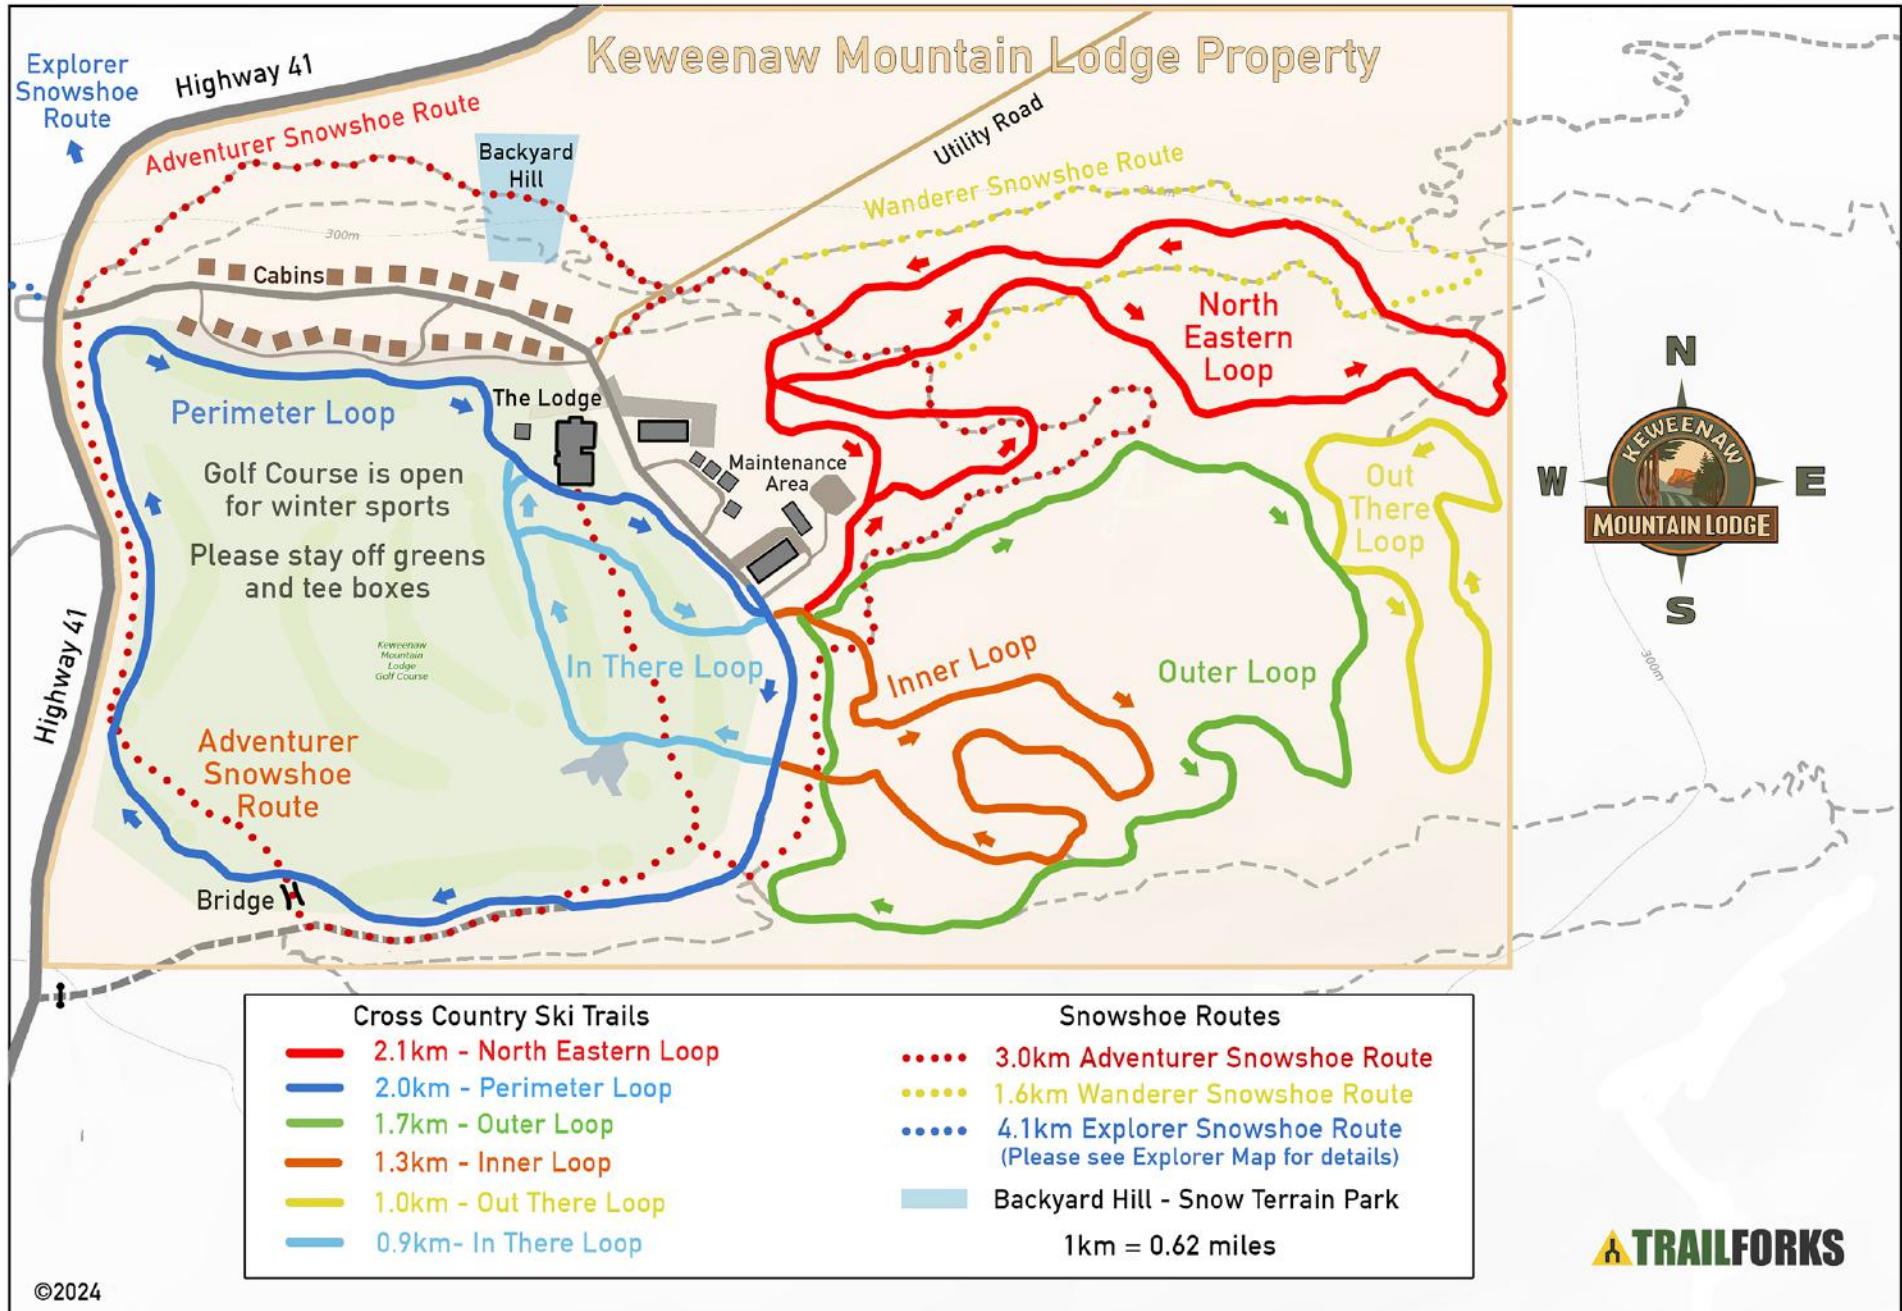 Keweenaw Mountain Lodge Property
Explorer
Snowshoe
Route
Highway 41
Adventurer Snowshoe Route
Backyard
Hill
Utility Road
Wanderer Snowshoe Route
300m
Cabins
North
Eastern
Loop
The Lodge
Perimeter Loop
Maintenance
Area
Golf Course is open
for winter sports
Please stay off greens
and tee boxes
Out
There
Loop
N
W
E
S
KEWEENAW
MOUNTAIN LODGE
Highway 41
Keweenaw
Mountain
Lodge
Golf Course
In There Loop
Inner Loop
Outer Loop
300m
Adventurer
Snowshoe
Route
Bridge
Cross Country Ski Trails
2.1km - North Eastern Loop
2.0km - Perimeter Loop
1.7km - Outer Loop
1.3km - Inner Loop
1.0km - Out There Loop
0.9km- In There Loop
Snowshoe Routes
3.0km Adventurer Snowshoe Route
1.6km Wanderer Snowshoe Route
4.1km Explorer Snowshoe Route
(Please see Explorer Map for details)
Backyard Hill - Snow Terrain Park
1km = 0.62 miles
TRAILFORKS
©2024